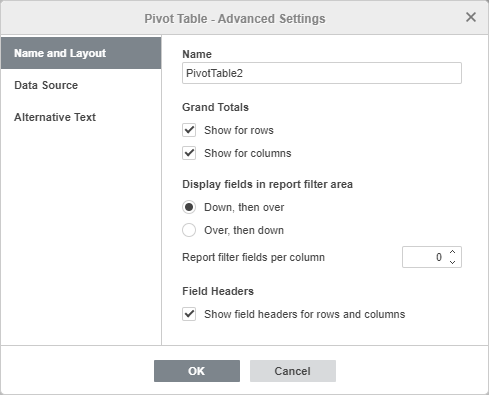 Pivot Table - Advanced Settings
Name and Layout
Data Source
Alternative Text
Name
PivotTable2
Grand Totals
Show for rows
Show for columns
Display fields in report filter area
Down, then over
Over, then down
Report filter fields per column 0
Field Headers
Show field headers for rows and columns
OK Cancel